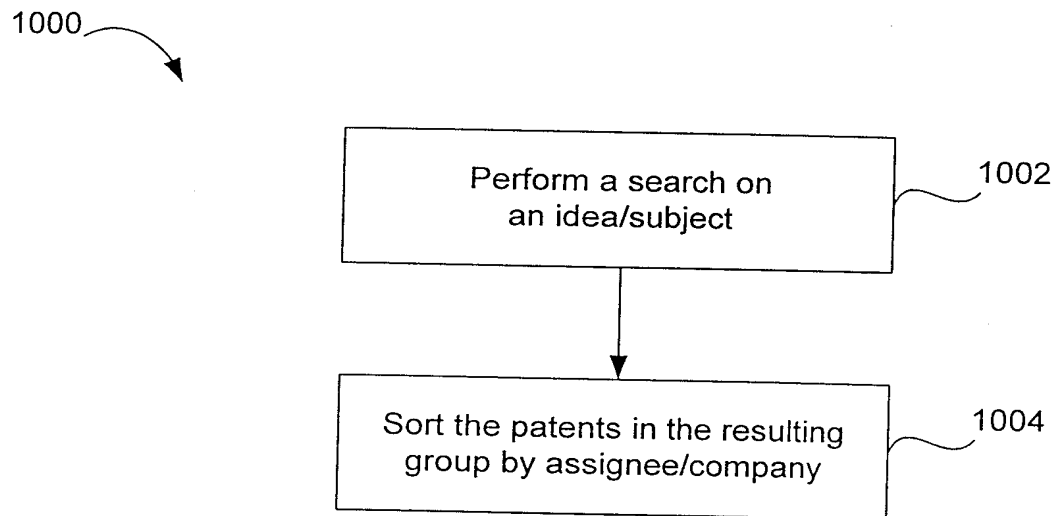 1000
Perform a search on
an idea/subject
1002
Sort the patents in the resulting
group by assignee/company
1004